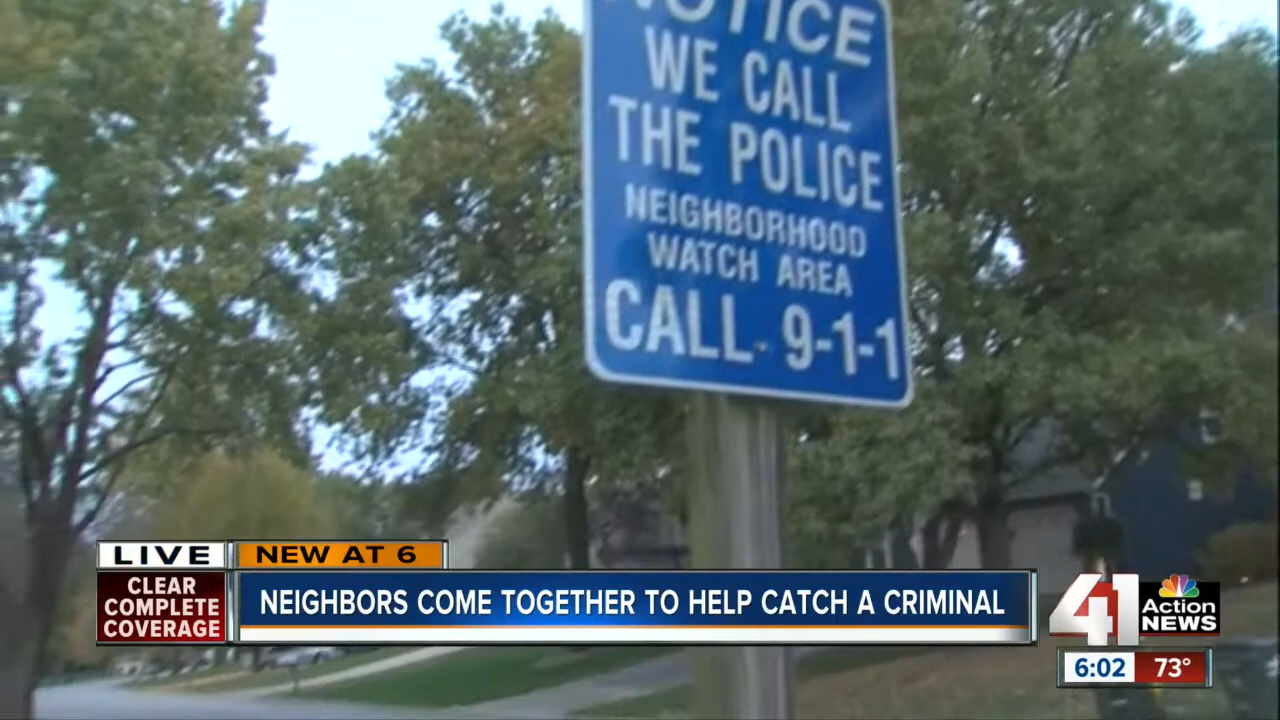 NOTICE
WE CALL
THE POLICE
NEIGHBORHOOD
WATCH AREA
CALL 9-1-1
LIVE
NEW AT 6
CLEAR
COMPLETE
COVERAGE
NEIGHBORS COME TOGETHER TO HELP CATCH A CRIMINAL
41
Action
NEWS
6:02
73°